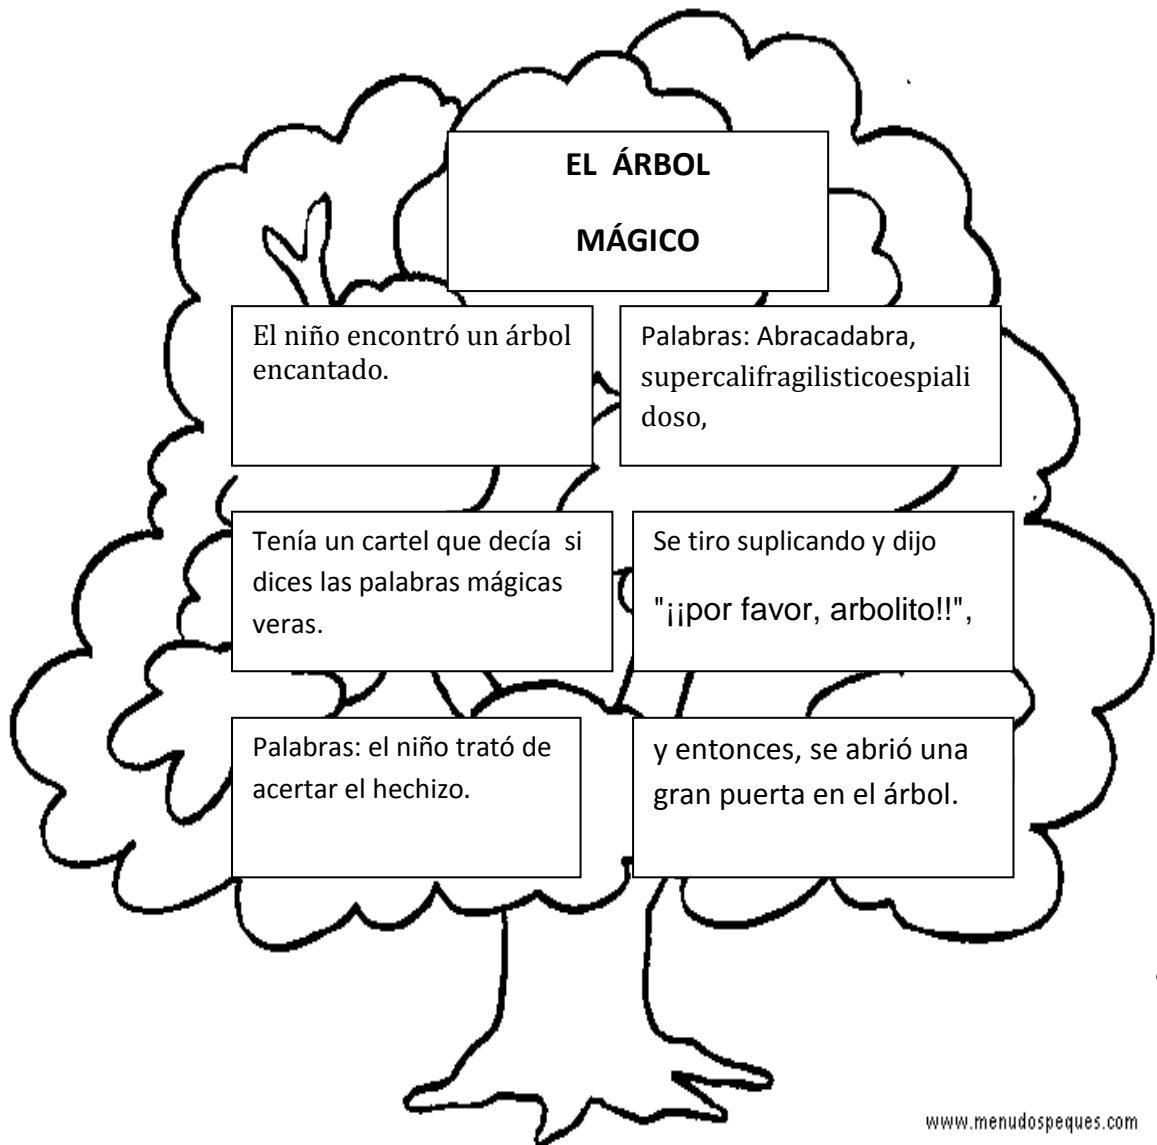 EL ÁRBOL
MÁGICO
El niño encontró un árbol
encantado.
Tenía un cartel que decía si
dices las palabras mágicas
veras.
Palabras: el niño trató de
acertar el hechizo.
Palabras: Abracadabra,
supercalifragilisticoespiali
doso,
Se tiro suplicando y dijo
"¡¡por favor, arbolito!!",
y entonces, se abrió una
gran puerta en el árbol.
www.menudospeques.com